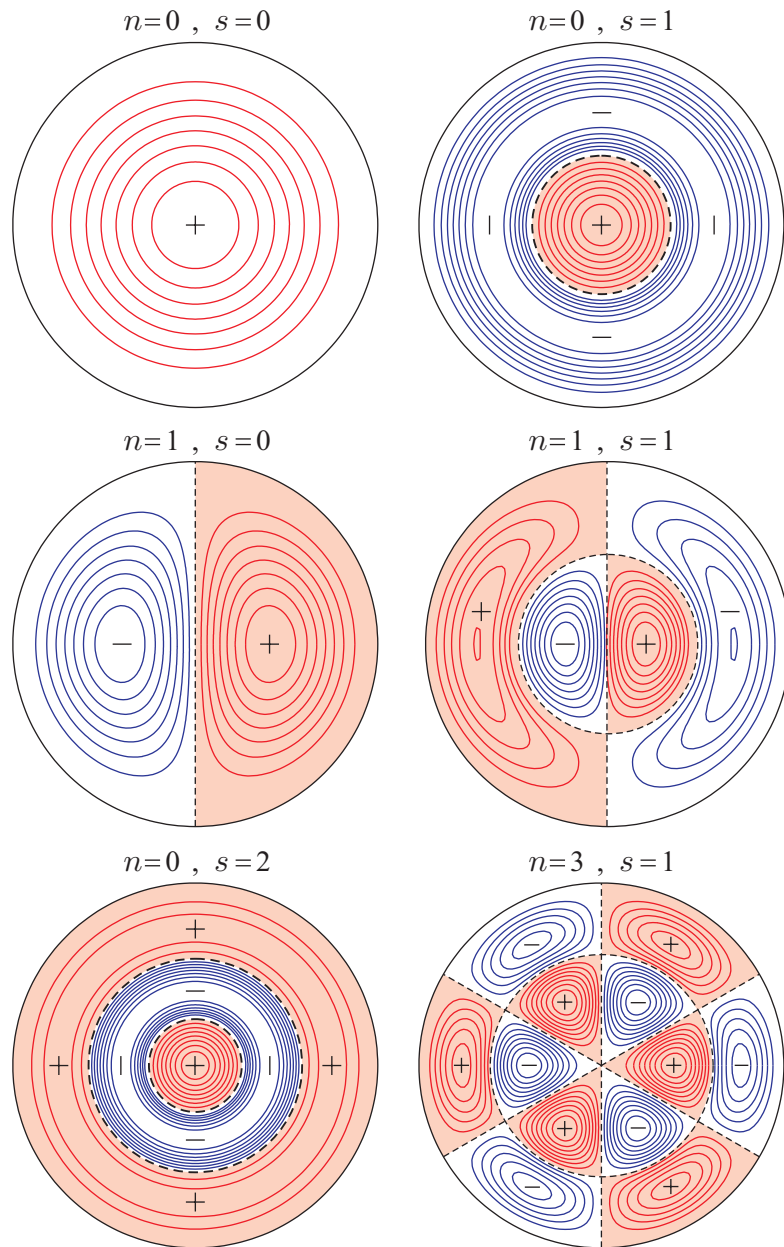 n=0 , s=0
n=0 , s=1
+
−
− + −
−
n=1 , s=0
n=1 , s=1
− +
+ −
− +
n=0 , s=2
n=3 , s=1
+
−
+ − + − +
−
+
− +
+ −
+ − + −
+ −
− +